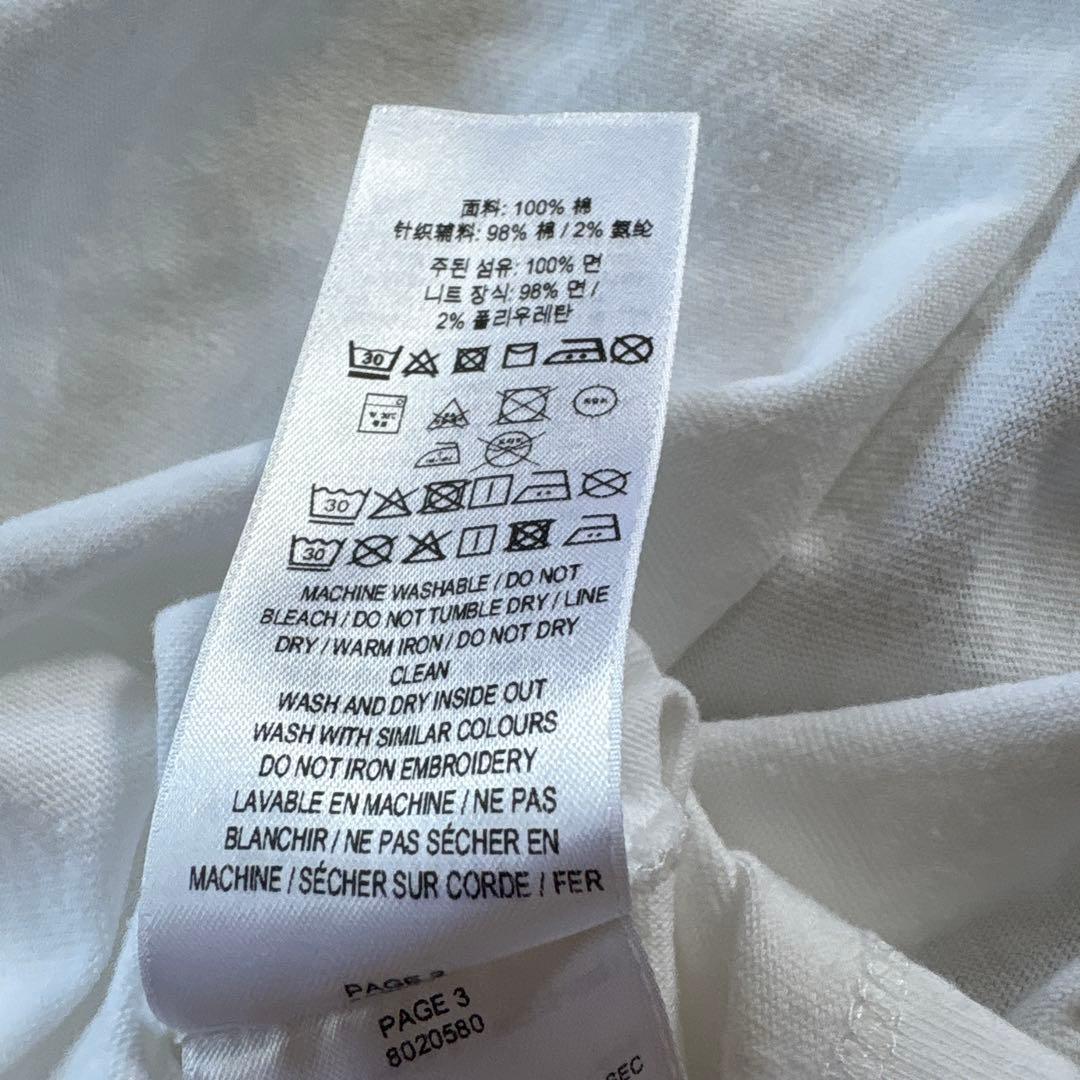 面料: 100% 棉
针织辅料: 98% 棉 / 2% 氨纶
주된 섬유: 100% 면
니트 장식: 98% 면 /
2% 폴리우레탄
30
30
30
MACHINE WASHABLE / DO NOT
BLEACH / DO NOT TUMBLE DRY / LINE
DRY / WARM IRON / DO NOT DRY
CLEAN
WASH AND DRY INSIDE OUT
WASH WITH SIMILAR COLOURS
DO NOT IRON EMBROIDERY
LAVABLE EN MACHINE / NE PAS
BLANCHIR / NE PAS SÉCHER EN
MACHINE / SÉCHER SUR CORDE / FER
PAGE 3
8020580
SEC